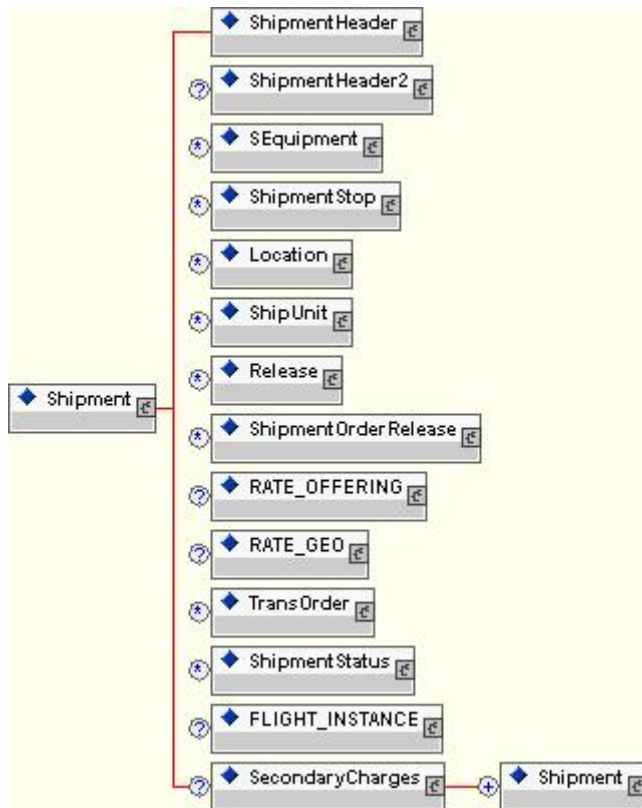 ShipmentHeader
? ShipmentHeader2
* SEquipment
* ShipmentStop
* Location
* ShipUnit
* Release
Shipment
* ShipmentOrderRelease
? RATE_OFFERING
? RATE_GEO
* TransOrder
* ShipmentStatus
? FLIGHT_INSTANCE
? SecondaryCharges + Shipment